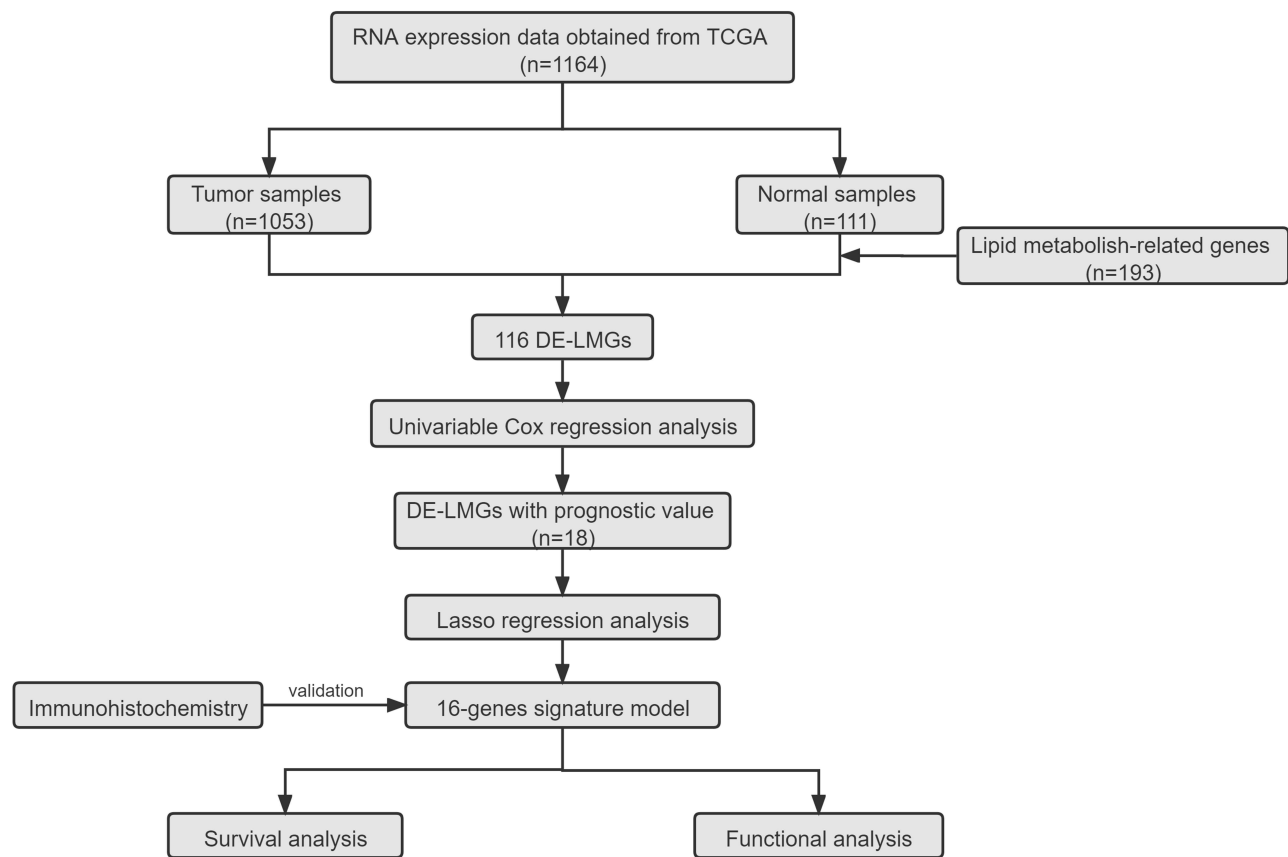 RNA expression data obtained from TCGA
(n=1164)
Tumor samples
(n=1053)
Normal samples
(n=111)
Lipid metabolish-related genes
(n=193)
116 DE-LMGs
Univariable Cox regression analysis
DE-LMGs with prognostic value
(n=18)
Lasso regression analysis
Immunohistochemistry
validation
16-genes signature model
Survival analysis
Functional analysis